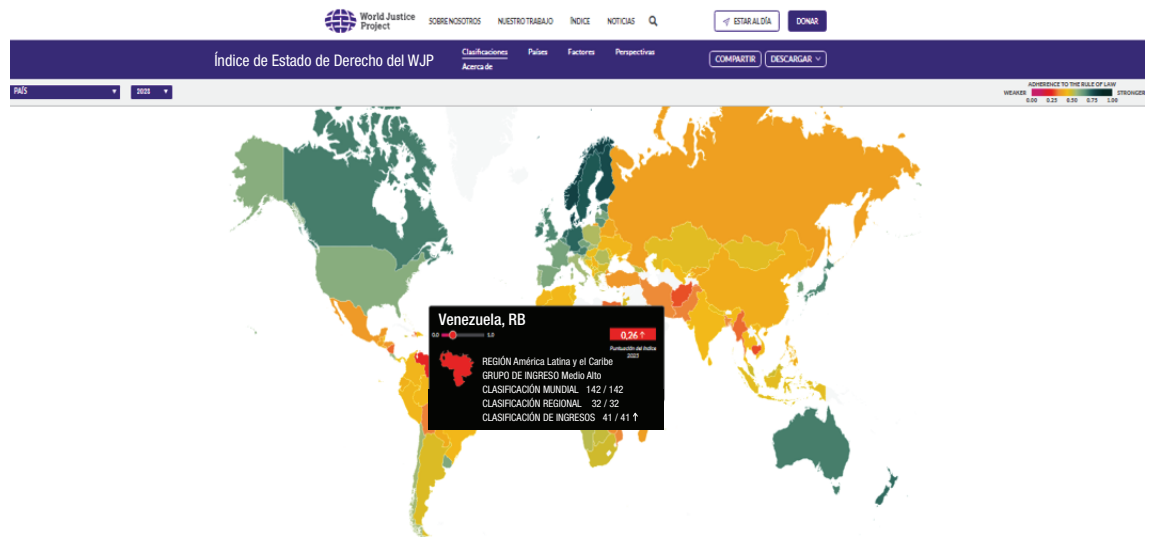 World Justice
Project
SOBRE NOSOTROS NUESTRO TRABAJO ÍNDICE NOTICIAS
ESTAR AL DÍA
DONAR
Índice de Estado de Derecho del WJP
Clasificaciones Países Factores Perspectivas
Acerca de
COMPARTIR
DESCARGAR
PAÍS
2023
ADHERENCE TO THE RULE OF LAW
WEAKER STRONGER
0.00 0.25 0.50 0.75 1.00
Venezuela, RB
0.0 1.0
0,26 ↑
Puntuación del Índice
2023
REGIÓN América Latina y el Caribe
GRUPO DE INGRESO Medio Alto
CLASIFICACIÓN MUNDIAL 142 / 142
CLASIFICACIÓN REGIONAL 32 / 32
CLASIFICACIÓN DE INGRESOS 41 / 41 ↑